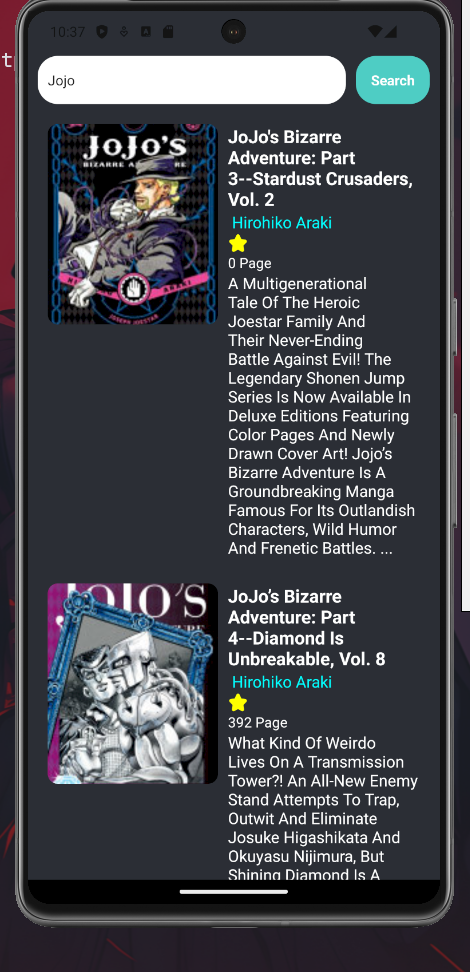 t
10:37
Jojo
Search
JOJO'S
BIZARRE
JOSEPH JOESTAR
JoJo's Bizarre
Adventure: Part
3--Stardust Crusaders,
Vol. 2
Hirohiko Araki
0 Page
A Multigenerational
Tale Of The Heroic
Joestar Family And
Their Never-Ending
Battle Against Evil! The
Legendary Shonen Jump
Series Is Now Available In
Deluxe Editions Featuring
Color Pages And Newly
Drawn Cover Art! Jojo’s
Bizarre Adventure Is A
Groundbreaking Manga
Famous For Its Outlandish
Characters, Wild Humor
And Frenetic Battles. ...
JOJO'S
JoJo’s Bizarre
Adventure: Part
4--Diamond Is
Unbreakable, Vol. 8
Hirohiko Araki
392 Page
What Kind Of Weirdo
Lives On A Transmission
Tower?! An All-New Enemy
Stand Attempts To Trap,
Outwit And Eliminate
Josuke Higashikata And
Okuyasu Nijimura, But
Shining Diamond Is A